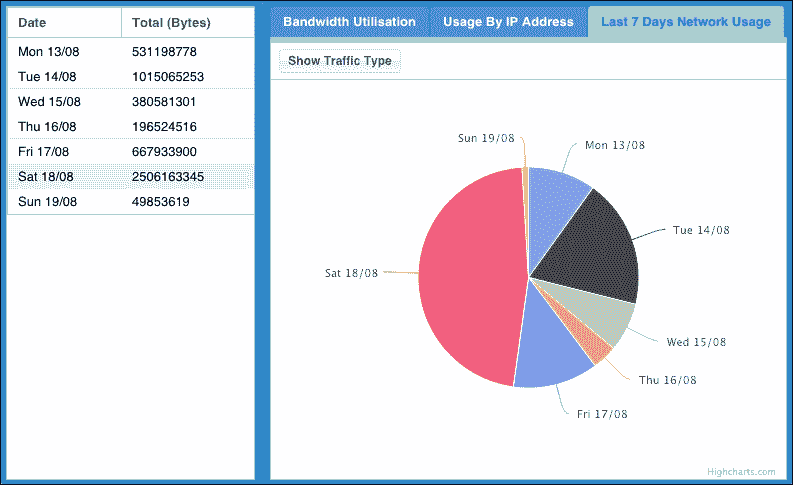 Date Total (Bytes)
Mon 13/08 531198778
Tue 14/08 1015065253
Wed 15/08 380581301
Thu 16/08 196524516
Fri 17/08 667933900
Sat 18/08 2506163345
Sun 19/08 49853619
Bandwidth Utilisation Usage By IP Address Last 7 Days Network Usage
Show Traffic Type
Sun 19/08
Mon 13/08
Tue 14/08
Sat 18/08
Wed 15/08
Thu 16/08
Fri 17/08
Highcharts.com